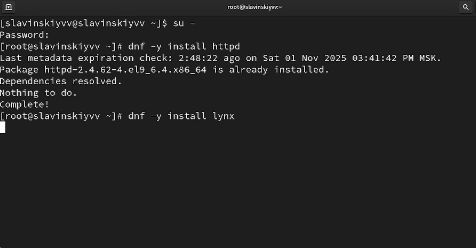 root@slavinskiyvv:~
[slavinskiyvv@slavinskiyvv ~]$ su -
Password:
[root@slavinskiyvv ~]# dnf -y install httpd
Last metadata expiration check: 2:48:22 ago on Sat 01 Nov 2025 03:41:42 PM MSK.
Package httpd-2.4.62-4.el9_6.4.x86_64 is already installed.
Dependencies resolved.
Nothing to do.
Complete!
[root@slavinskiyvv ~]# dnf -y install lynx